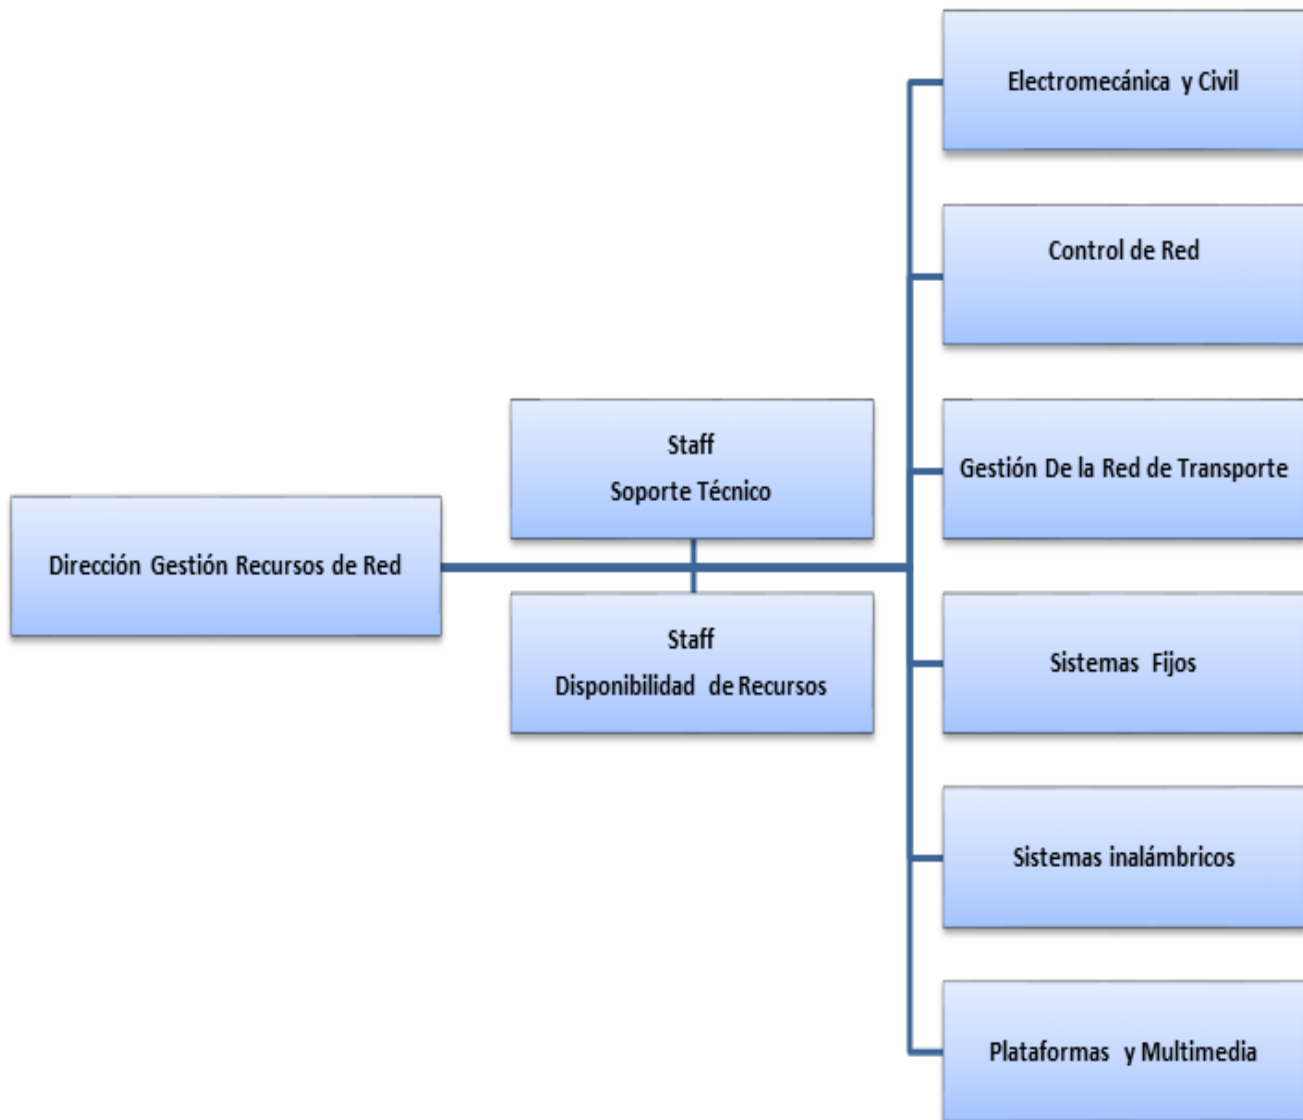 Electromecánica y Civil
Control de Red
Staff
Soporte Técnico
Gestión De la Red de Transporte
Dirección Gestión Recursos de Red
Staff
Disponibilidad de Recursos
Sistemas Fijos
Sistemas inalámbricos
Plataformas y Multimedia